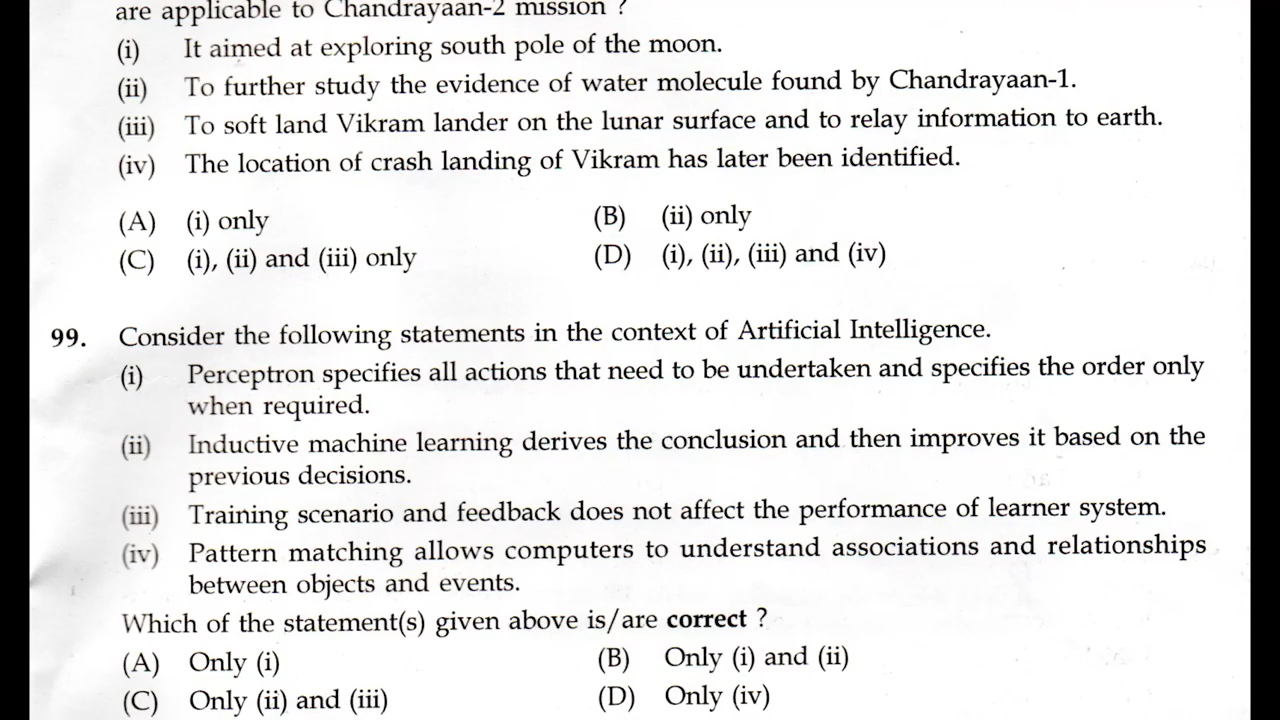 are applicable to Chandrayaan-2 mission ?
(i) It aimed at exploring south pole of the moon.
(ii) To further study the evidence of water molecule found by Chandrayaan-1.
(iii) To soft land Vikram lander on the lunar surface and to relay information to earth.
(iv) The location of crash landing of Vikram has later been identified.
(A) (i) only (B) (ii) only
(C) (i), (ii) and (iii) only (D) (i), (ii), (iii) and (iv)
99. Consider the following statements in the context of Artificial Intelligence.
(i) Perceptron specifies all actions that need to be undertaken and specifies the order only
when required.
(ii) Inductive machine learning derives the conclusion and then improves it based on the
previous decisions.
(iii) Training scenario and feedback does not affect the performance of learner system.
(iv) Pattern matching allows computers to understand associations and relationships
between objects and events.
Which of the statement(s) given above is/are correct ?
(A) Only (i) (B) Only (i) and (ii)
(C) Only (ii) and (iii) (D) Only (iv)